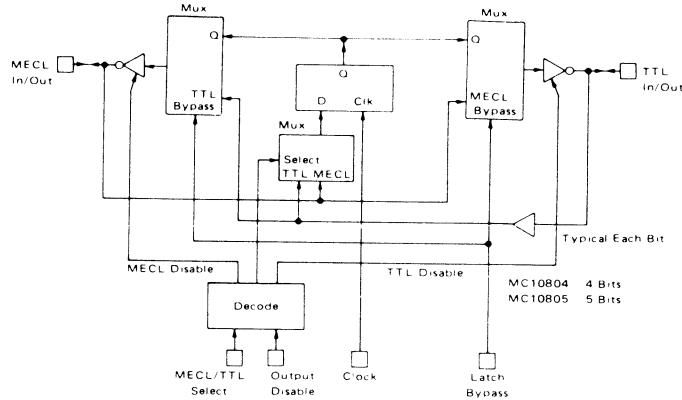 Mux
Mux
Q
Q
MECL
In/Out
TTL
In/Out
TTL
Bypass
Q
D Clk
MECL
Bypass
Mux
Select
TTL MECL
Typical Each Bit
MECL Disable
TTL Disable
MC10804 4 Bits
MC10805 5 Bits
Decode
MECL/TTL
Select
Output
Disable
Clock
Latch
Bypass